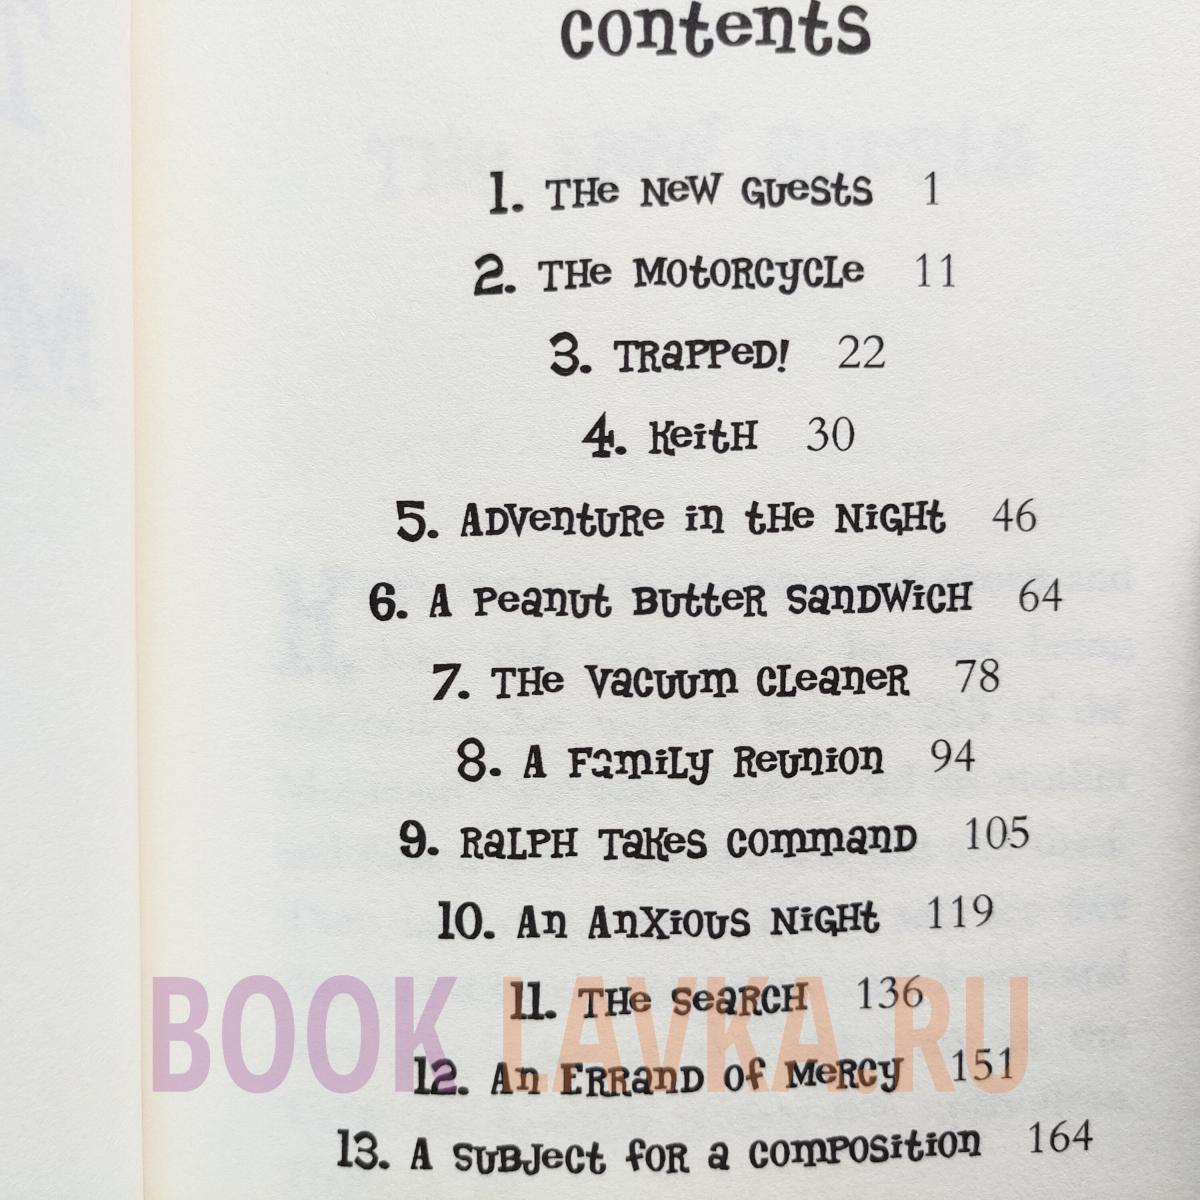 contents
1. THe NeW GUeStS 1
2. THe MOtORCyCLe 11
3. TRaPPeD! 22
4. KeitH 30
5. ADVentURe in tHe NiGHt 46
6. A PeanUt BUtteR SanDWiCH 64
7. THe VaCUUm CLeaneR 78
8. A FamiLy ReUniOn 94
9. RaLPH TaKes COmmanD 105
10. An AnXiOUS NiGHt 119
11. THe SeaRCH 136
12. An ERRanD Of MeRCy 151
13. A SUBJect fOR a COmPOSitiOn 164
BOOK LAVKA.RU